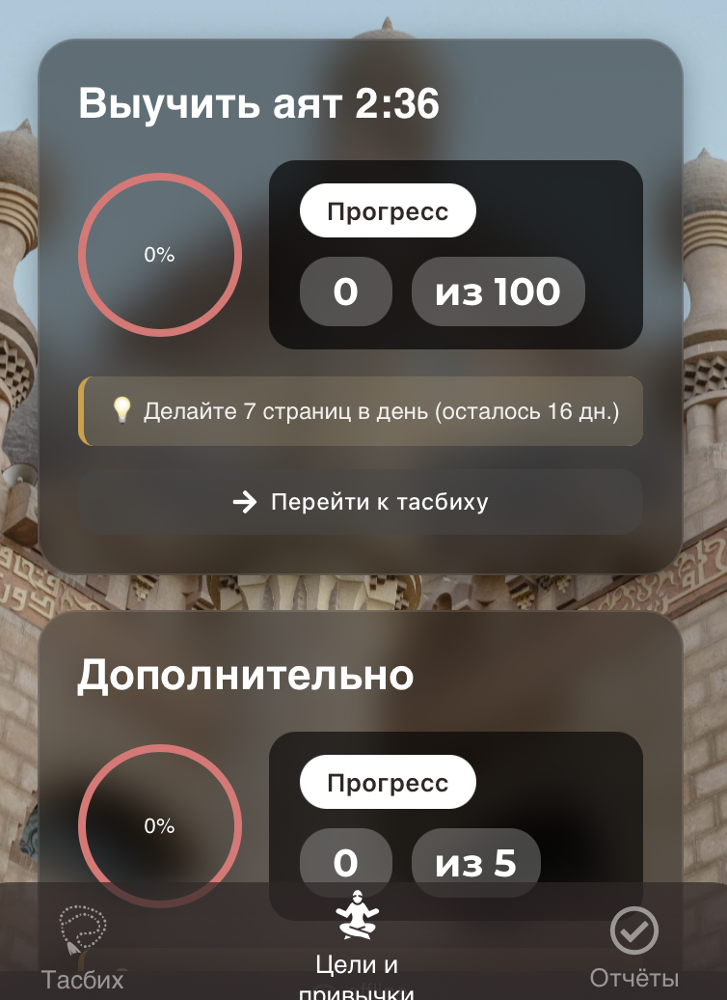 Выучить аят 2:36
0%
Прогресс
0 из 100
💡 Делайте 7 страниц в день (осталось 16 дн.)
→ Перейти к тасбиху
Дополнительно
0%
Прогресс
0 из 5
Тасбих
Цели и
привычки
Отчёты